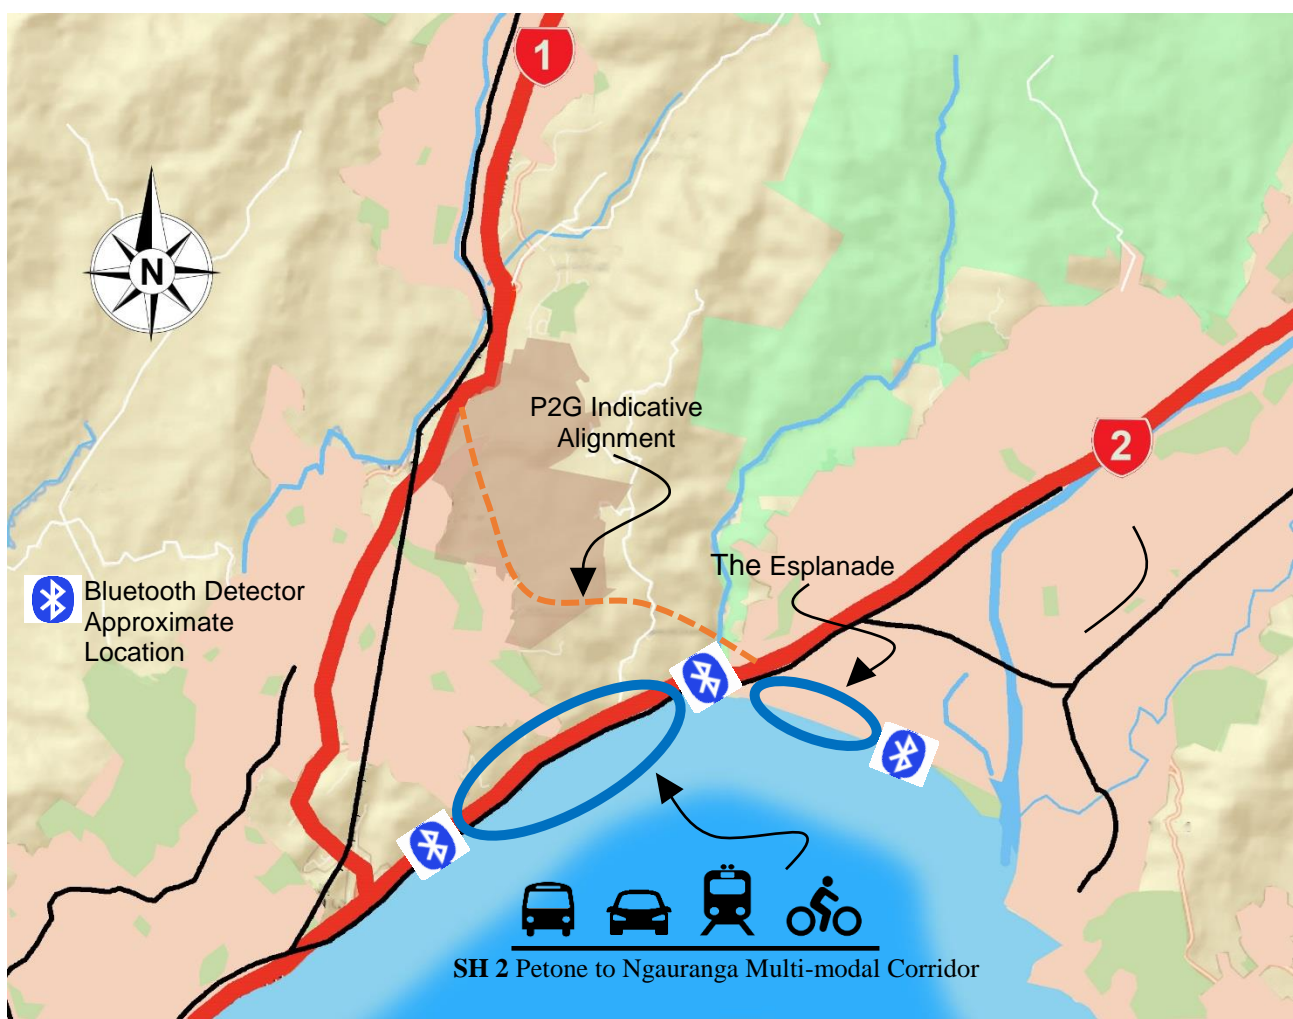 1
N
P2G Indicative
Alignment
2
The Esplanade
Bluetooth Detector
Approximate
Location
SH 2 Petone to Ngauranga Multi-modal Corridor